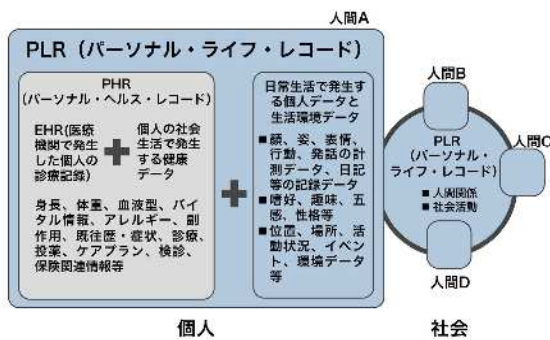 人間A
PLR（パーソナル・ライフ・レコード）
PHR
（パーソナル・ヘルス・レコード）
EHR(医療
機関で発生
した個人の
診療記録)
個人の社会
生活で発生
する健康
データ
身長、体重、血液型、バイ
タル情報、アレルギー、副
作用、既往歴・症状、診療、
投薬、ケアプラン、検診、
保険関連情報等
日常生活で発生する
個人データと
生活環境データ
■顔、姿、表情、
行動、発話の計
測データ、日記
等の記録データ
■嗜好、趣味、五
感、性格等
■位置、場所、活
動状況、イベン
ト、環境データ
等
人間B
人間C
PLR
（パーソナル・
ライフ・レコード）
■人間関係
■社会活動
人間D
個人
社会